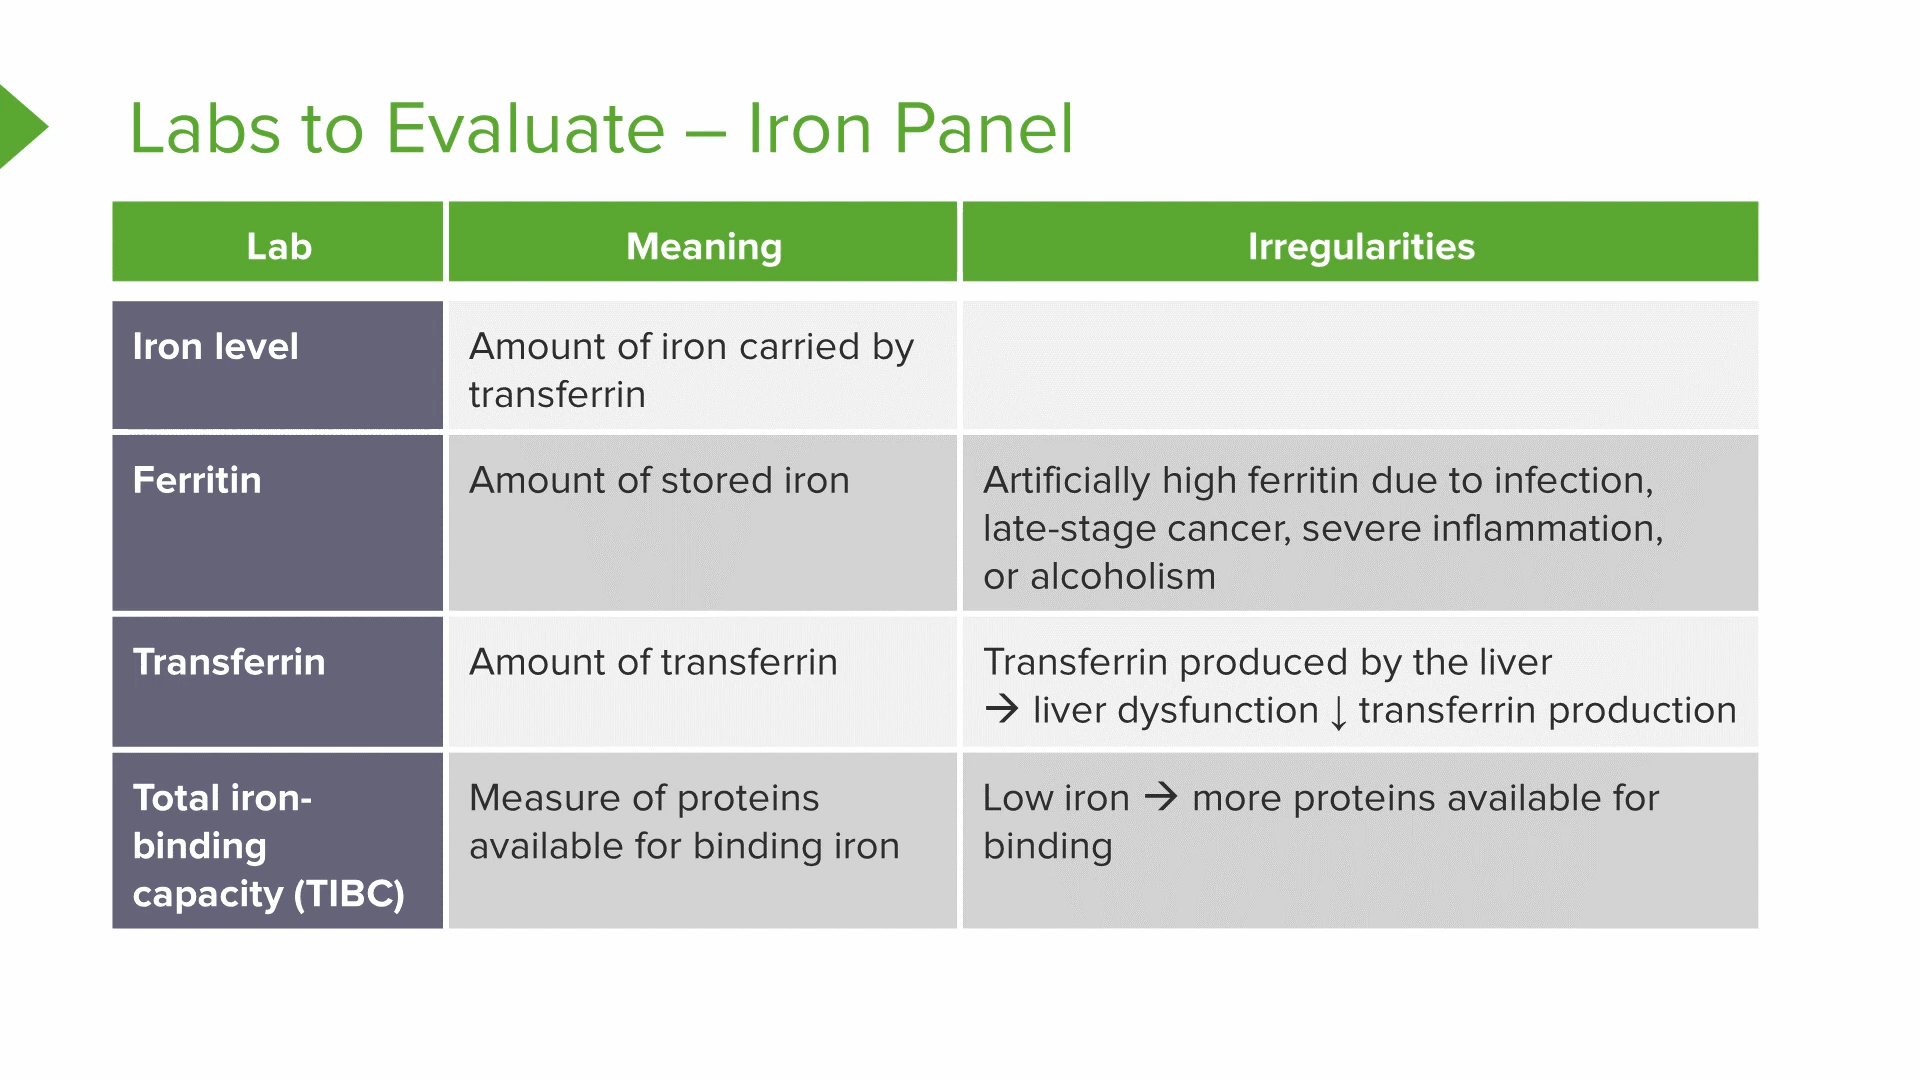 Labs to Evaluate – Iron Panel
Lab
Meaning
Irregularities
Iron level
Amount of iron carried by
transferrin
Ferritin
Amount of stored iron
Artificially high ferritin due to infection,
late-stage cancer, severe inflammation,
or alcoholism
Transferrin
Amount of transferrin
Transferrin produced by the liver
→ liver dysfunction ↓ transferrin production
Total iron-
binding
capacity (TIBC)
Measure of proteins
available for binding iron
Low iron → more proteins available for
binding